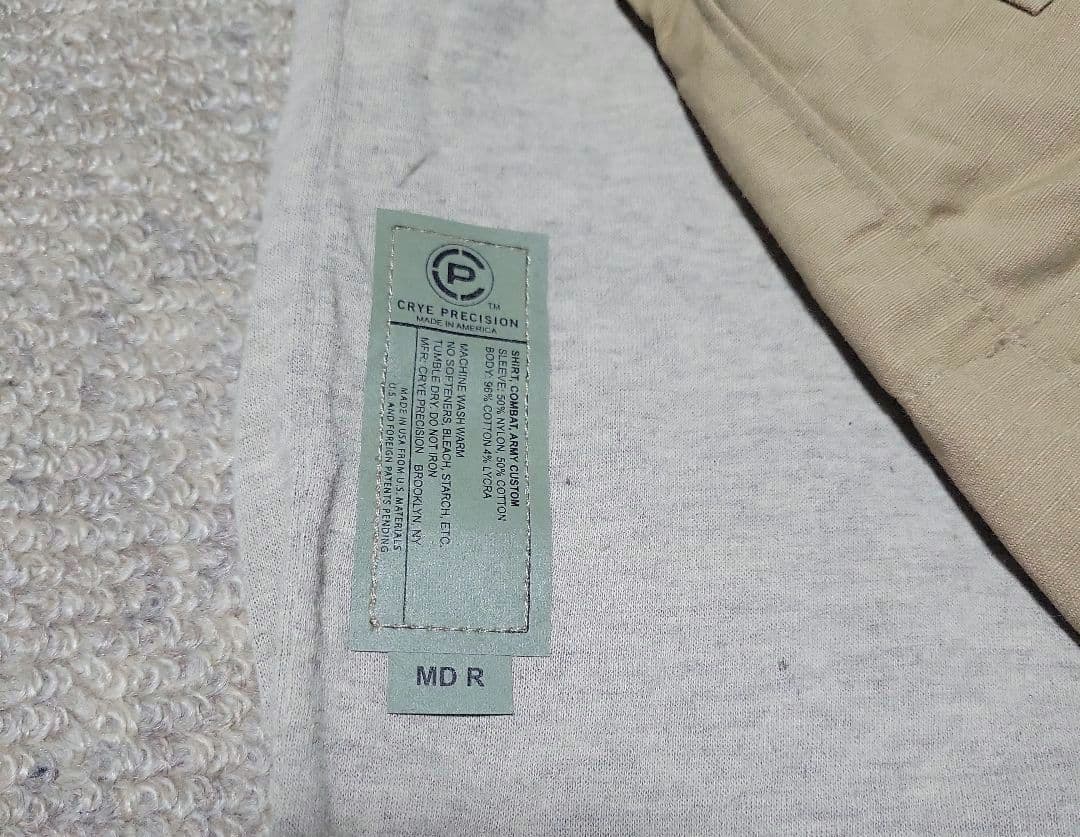 P
CRYE PRECISION™
MADE IN AMERICA
SHIRT, COMBAT, ARMY CUSTOM
SLEEVE: 50% NYLON, 50% COTTON
BODY: 96% COTTON 4% LYCRA
MACHINE WASH WARM
NO SOFTENERS, BLEACH, STARCH, ETC.
TUMBLE DRY. DO NOT IRON
MFR: CRYE PRECISION BROOKLYN, NY
MADE IN USA FROM U.S. MATERIALS
U.S. AND FOREIGN PATENTS PENDING
MD R